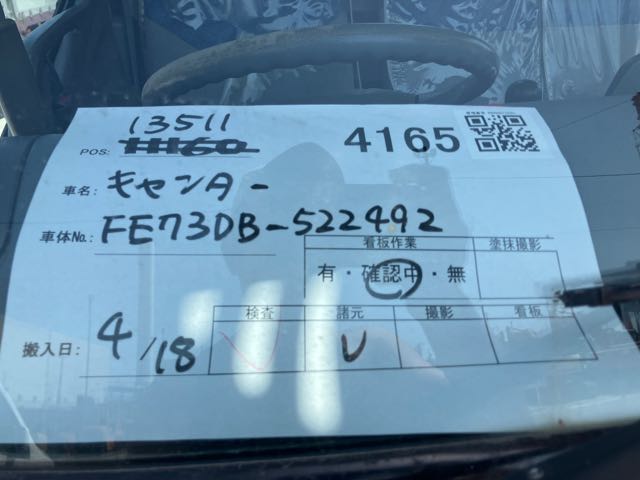 13511
POS: 4165
車名: キャンター
車体No.: FE73DB-522492
看板作業 塗抹撮影
有・確認中・無
検査 諸元 撮影 看板
搬入日: 4/18